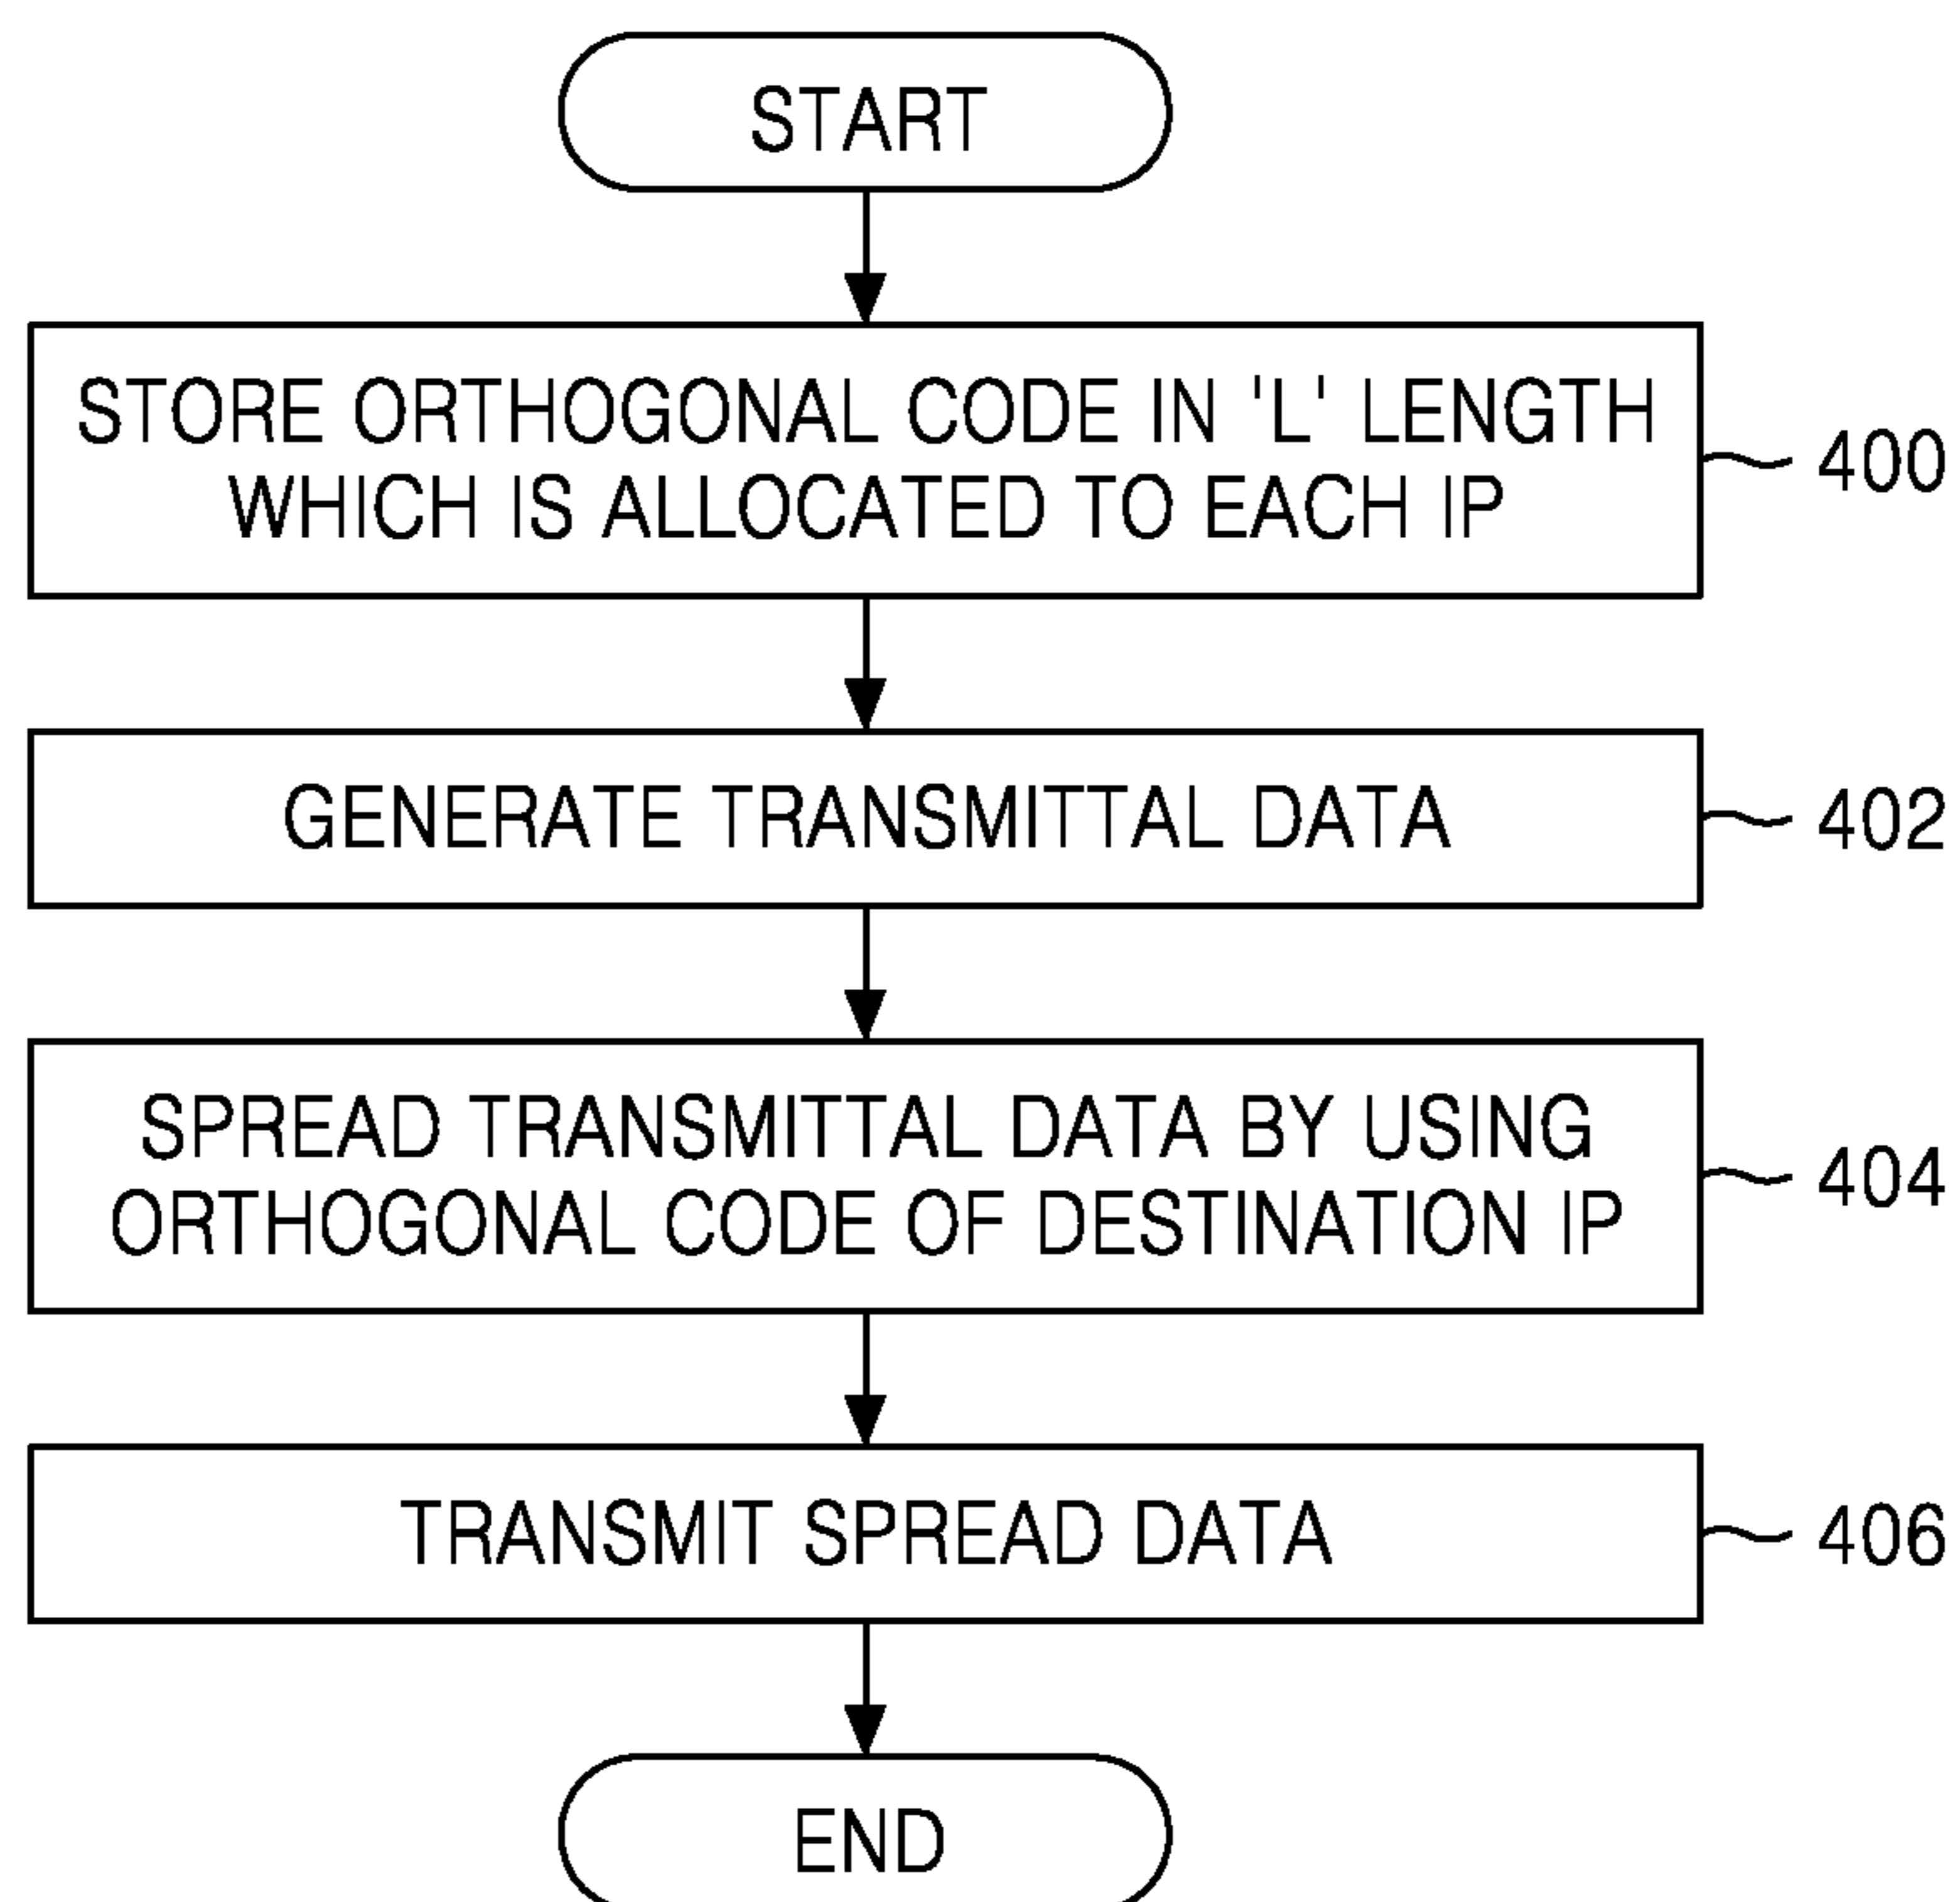 START
STORE ORTHOGONAL CODE IN 'L' LENGTH
WHICH IS ALLOCATED TO EACH IP
400
GENERATE TRANSMITTAL DATA
402
SPREAD TRANSMITTAL DATA BY USING
ORTHOGONAL CODE OF DESTINATION IP
404
TRANSMIT SPREAD DATA
406
END